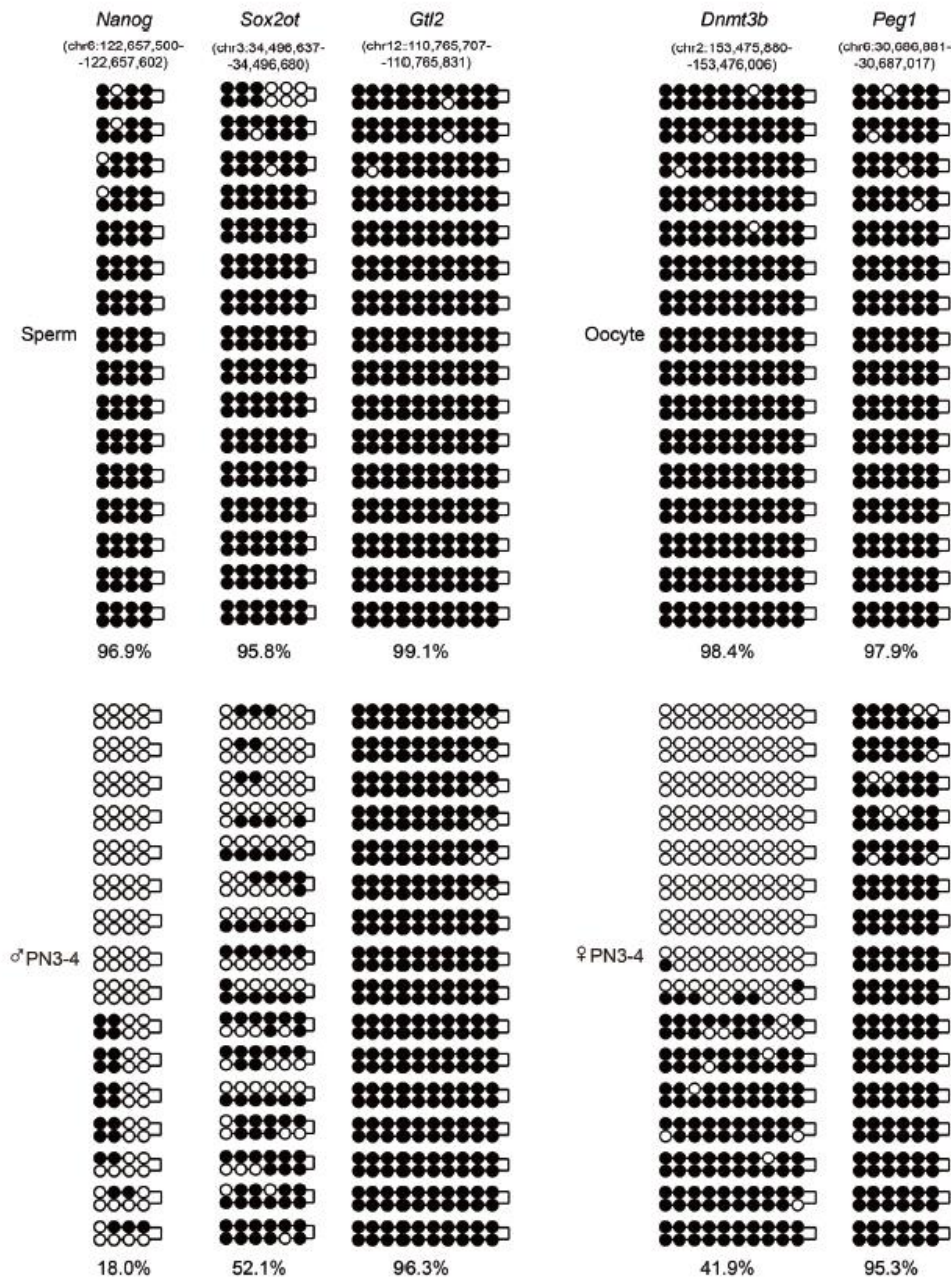 Nanog
(chr6:122,657,500-
-122,657,602)
Sox2ot
(chr3:34,496,637-
-34,496,680)
Gtl2
(chr12:110,765,707-
-110,765,831)
Dnmt3b
(chr2:153,475,880-
-153,476,006)
Peg1
(chr6:30,686,881-
-30,687,017)
Sperm
Oocyte
96.9%
95.8%
99.1%
98.4%
97.9%
♂PN3-4
♀PN3-4
18.0%
52.1%
96.3%
41.9%
95.3%